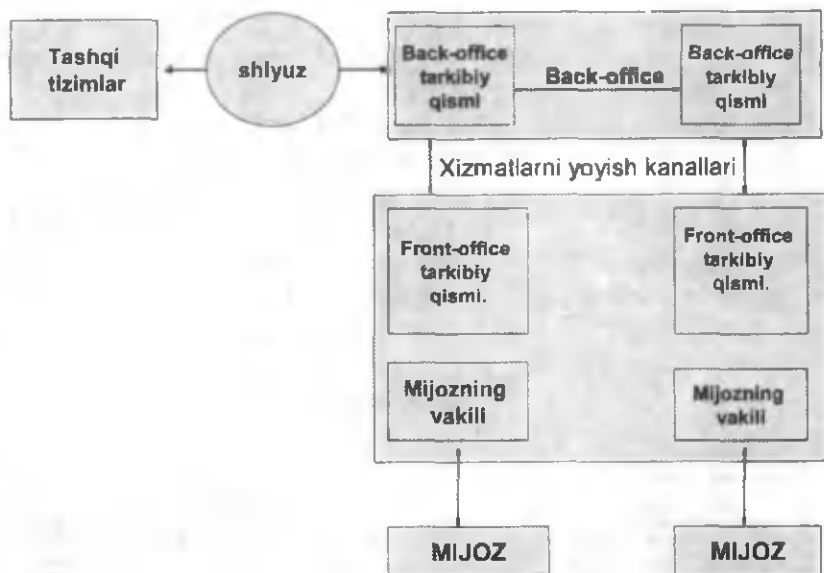 Tashqi
tizimlar
shlyuz
Back-office
tarkibiy
qismi
Back-office
Back-office
tarkibiy
qismi
Xizmatlarni yoyish kanallari
Front-office
tarkibiy
qismi.
Front-office
tarkibiy
qismi.
Mijozning
vakili
Mijozning
vakili
MIJOZ
MIJOZ